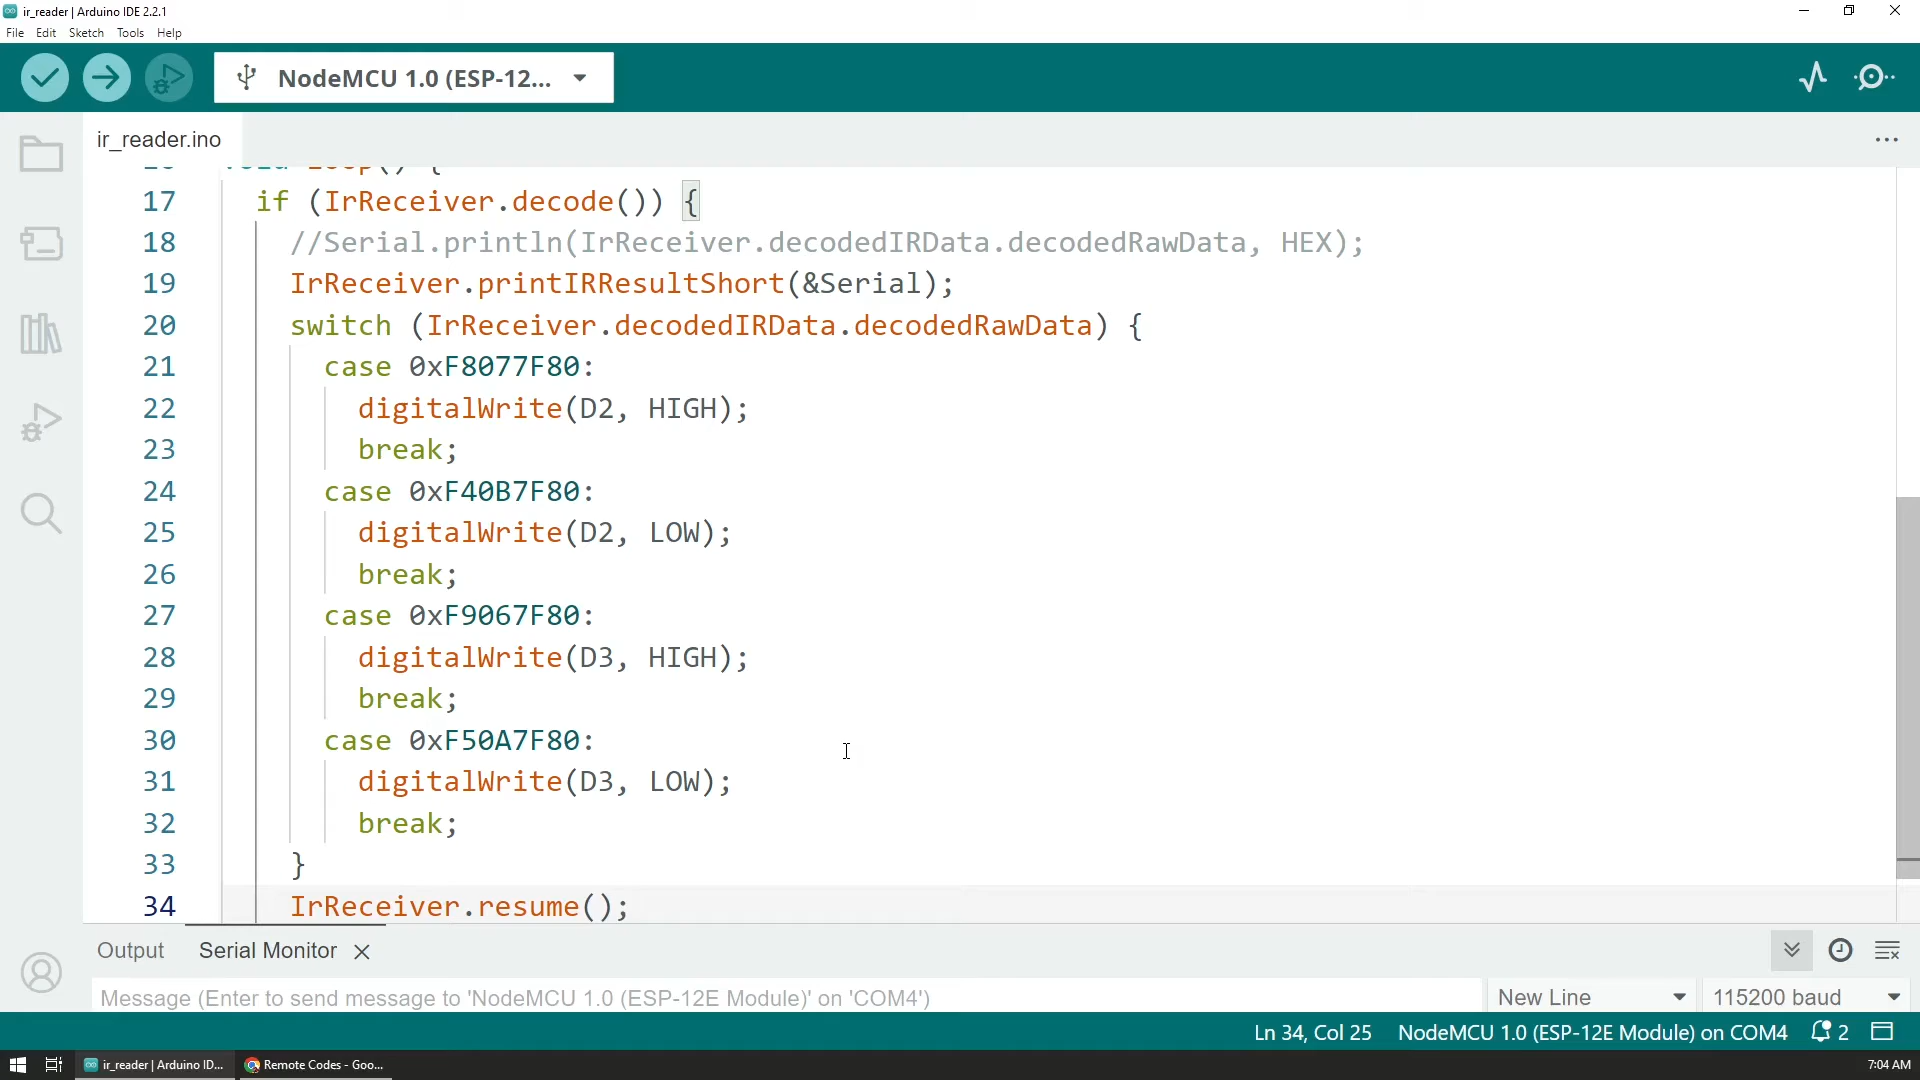 ir_reader | Arduino IDE 2.2.1
File Edit Sketch Tools Help
NodeMCU 1.0 (ESP-12...
ir_reader.ino
16 void loop() {
17 if (IrReceiver.decode()) {
18 //Serial.println(IrReceiver.decodedIRData.decodedRawData, HEX);
19 IrReceiver.printIRResultShort(&Serial);
20 switch (IrReceiver.decodedIRData.decodedRawData) {
21 case 0xF8077F80:
22 digitalWrite(D2, HIGH);
23 break;
24 case 0xF40B7F80:
25 digitalWrite(D2, LOW);
26 break;
27 case 0xF9067F80:
28 digitalWrite(D3, HIGH);
29 break;
30 case 0xF50A7F80:
31 digitalWrite(D3, LOW);
32 break;
33 }
34 IrReceiver.resume();
Output Serial Monitor
Message (Enter to send message to 'NodeMCU 1.0 (ESP-12E Module)' on 'COM4')
New Line 115200 baud
Ln 34, Col 25 NodeMCU 1.0 (ESP-12E Module) on COM4 2
ir_reader | Arduino ID... Remote Codes - Goo... 7:04 AM